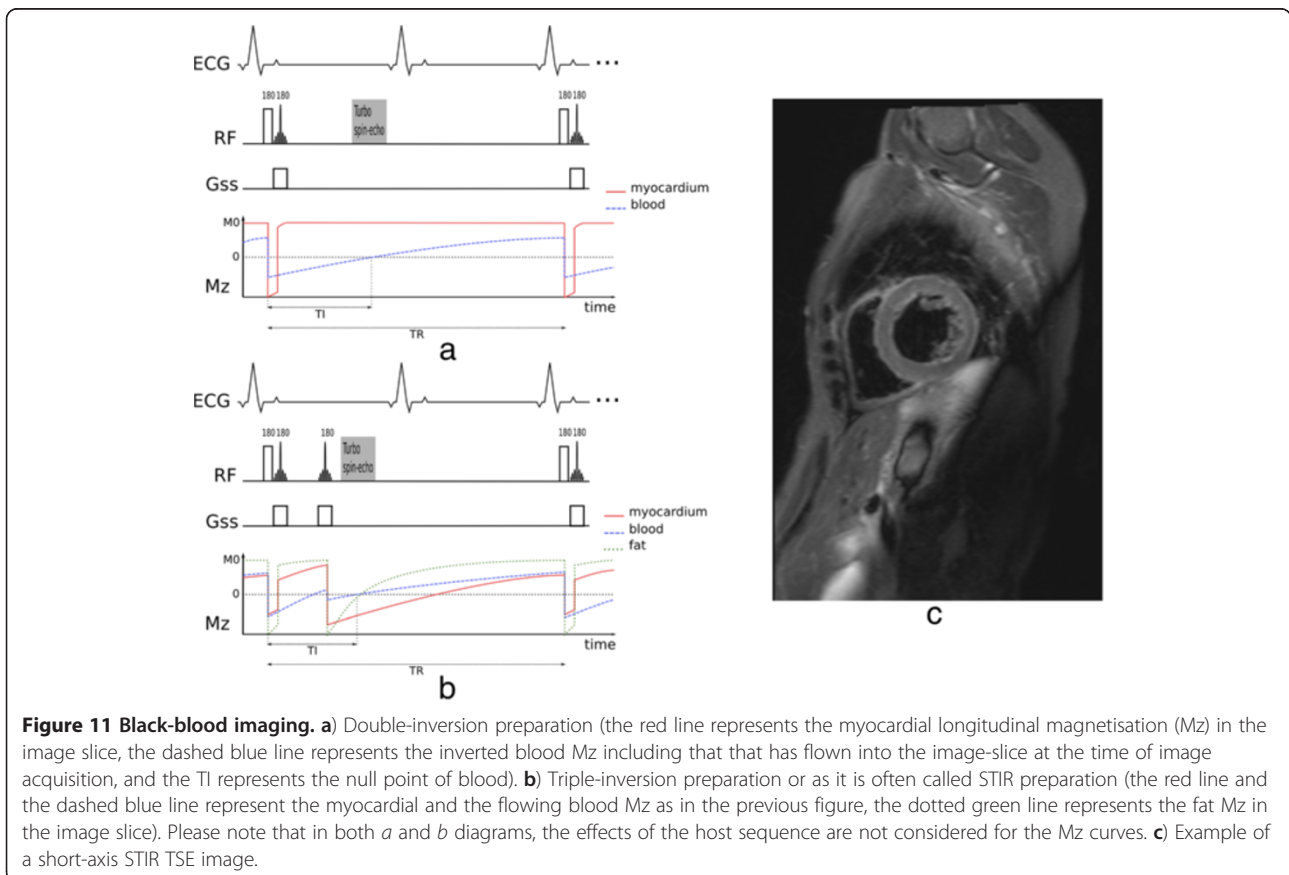 ECG
180 180
RF
Turbo
spin-echo
Gss
myocardium
blood
M0
0
Mz
time
TI
TR
a
ECG
180 180 180 180 180
RF
Turbo
spin-echo
Gss
myocardium
blood
fat
M0
0
Mz
time
TI
TR
b
c
Figure 11 Black-blood imaging. a) Double-inversion preparation (the red line represents the myocardial longitudinal magnetisation (Mz) in the
image slice, the dashed blue line represents the inverted blood Mz including that that has flown into the image-slice at the time of image
acquisition, and the TI represents the null point of blood). b) Triple-inversion preparation or as it is often called STIR preparation (the red line and
the dashed blue line represent the myocardial and the flowing blood Mz as in the previous figure, the dotted green line represents the fat Mz in
the image slice). Please note that in both a and b diagrams, the effects of the host sequence are not considered for the Mz curves. c) Example of
a short-axis STIR TSE image.